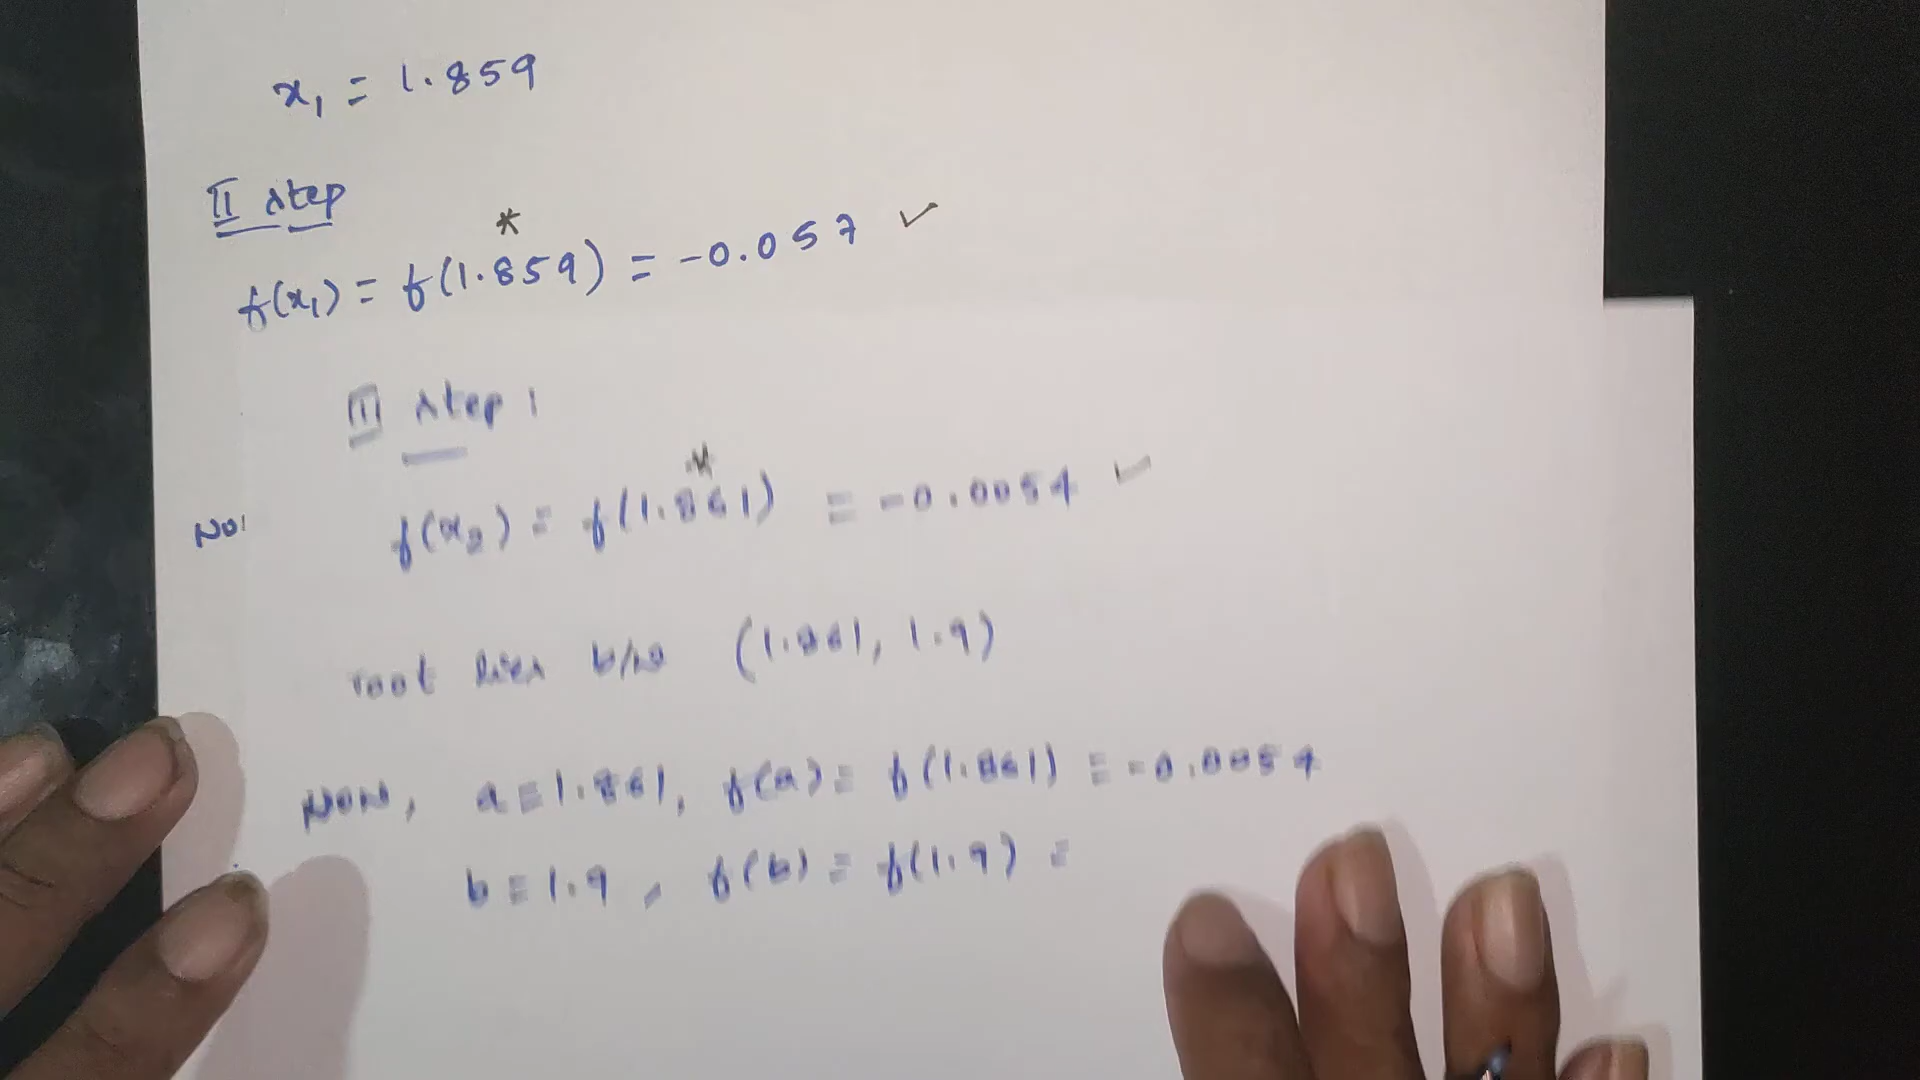 x₁ = 1.859
II step
*
f(x₁) = f(1.859) = -0.057 ✓
III step :
*
f(x₂) = f(1.861) = -0.0054 ✓
No
root lies b/w (1.861, 1.9)
Now, a = 1.861, f(a) = f(1.861) = -0.0054
b = 1.9, f(b) = f(1.9) =